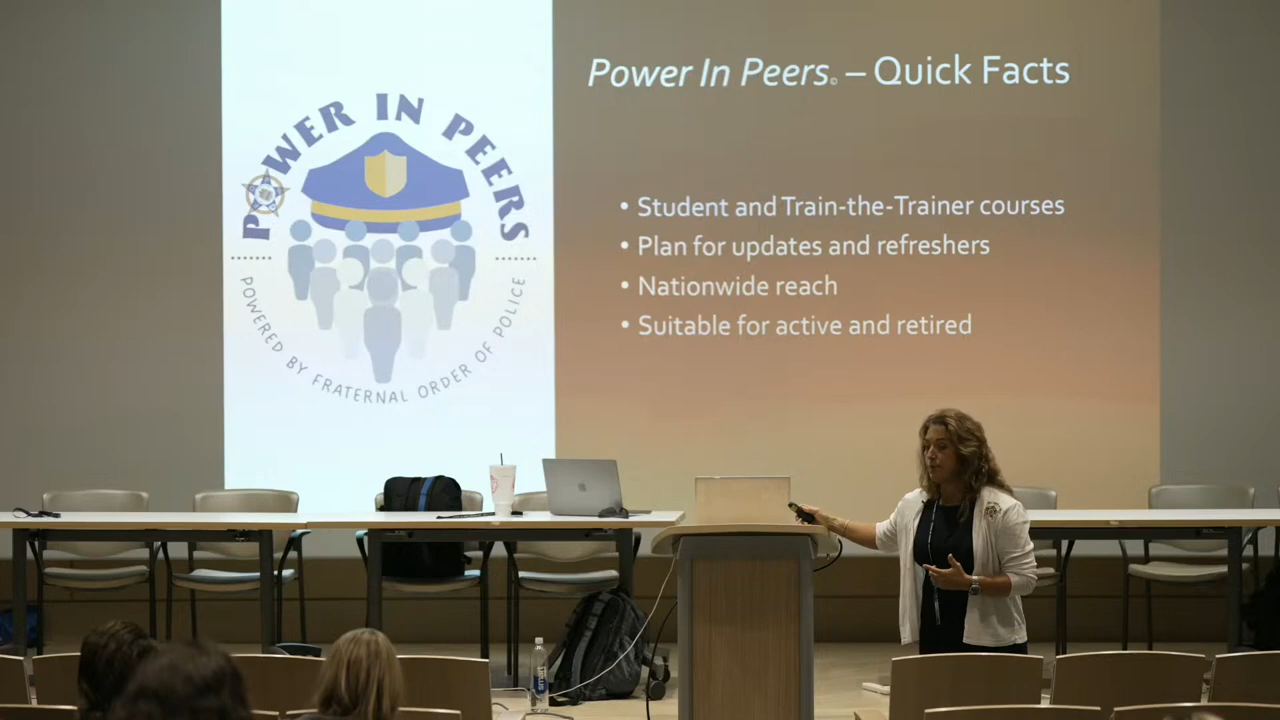 Power In Peers© – Quick Facts
• Student and Train-the-Trainer courses
• Plan for updates and refreshers
• Nationwide reach
• Suitable for active and retired
POWER IN PEERS
POWERED BY FRATERNAL ORDER OF POLICE
smart